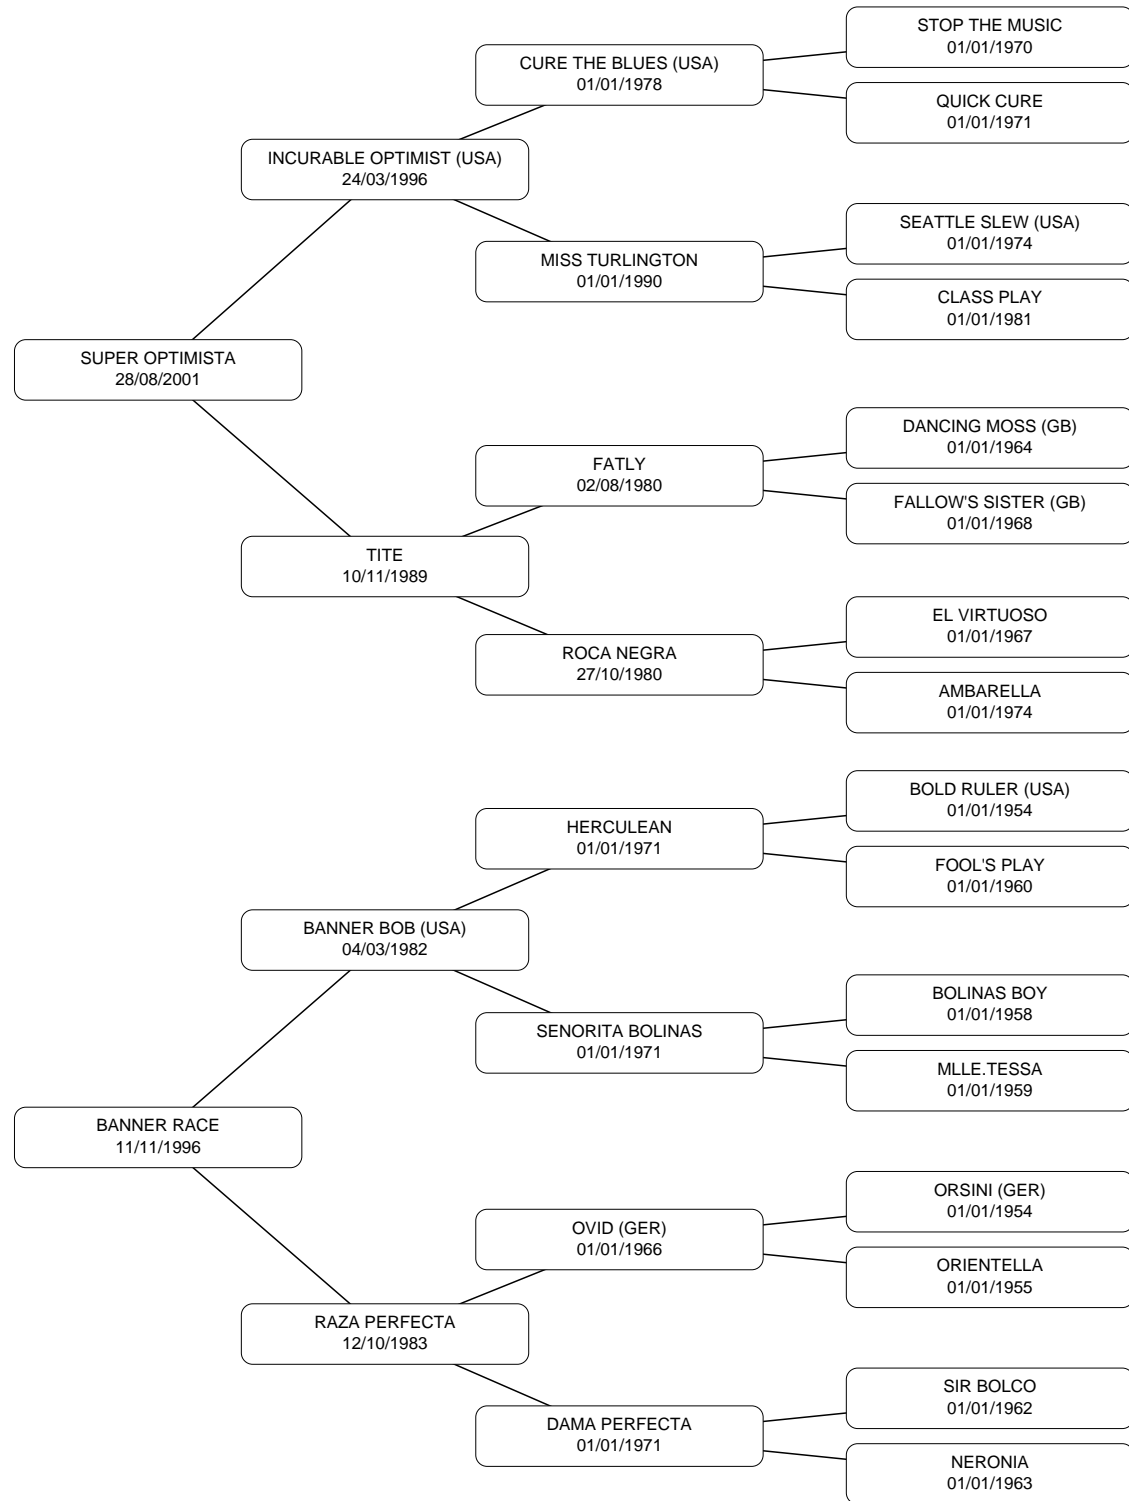 STOP THE MUSIC
01/01/1970
CURE THE BLUES (USA)
01/01/1978
QUICK CURE
01/01/1971
INCURABLE OPTIMIST (USA)
24/03/1996
SEATTLE SLEW (USA)
01/01/1974
MISS TURLINGTON
01/01/1990
CLASS PLAY
01/01/1981
SUPER OPTIMISTA
28/08/2001
DANCING MOSS (GB)
01/01/1964
FATLY
02/08/1980
FALLOW'S SISTER (GB)
01/01/1968
TITE
10/11/1989
EL VIRTUOSO
01/01/1967
ROCA NEGRA
27/10/1980
AMBARELLA
01/01/1974
BOLD RULER (USA)
01/01/1954
HERCULEAN
01/01/1971
FOOL'S PLAY
01/01/1960
BANNER BOB (USA)
04/03/1982
BOLINAS BOY
01/01/1958
SENORITA BOLINAS
01/01/1971
MLLE.TESSA
01/01/1959
BANNER RACE
11/11/1996
ORSINI (GER)
01/01/1954
OVID (GER)
01/01/1966
ORIENTELLA
01/01/1955
RAZA PERFECTA
12/10/1983
SIR BOLCO
01/01/1962
DAMA PERFECTA
01/01/1971
NERONIA
01/01/1963